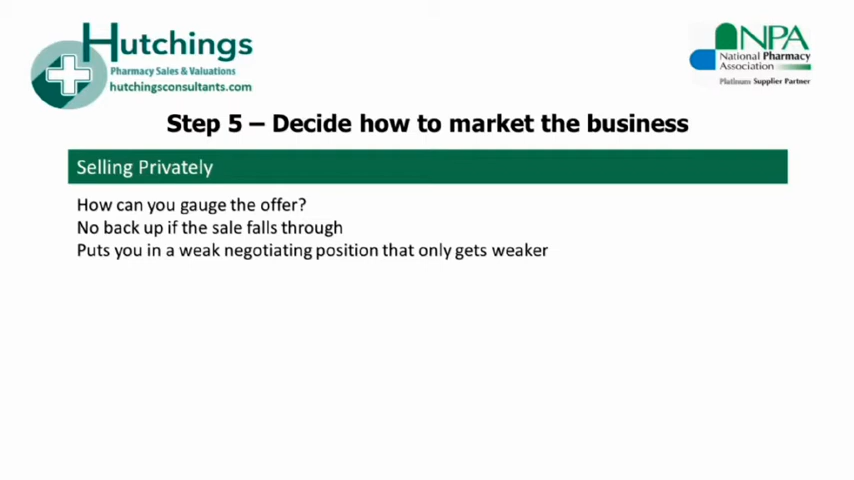 Hutchings
Pharmacy Sales & Valuations
hutchingsconsultants.com
NPA
National Pharmacy
Association
Platinum Supplier Partner
Step 5 – Decide how to market the business
Selling Privately
How can you gauge the offer?
No back up if the sale falls through
Puts you in a weak negotiating position that only gets weaker